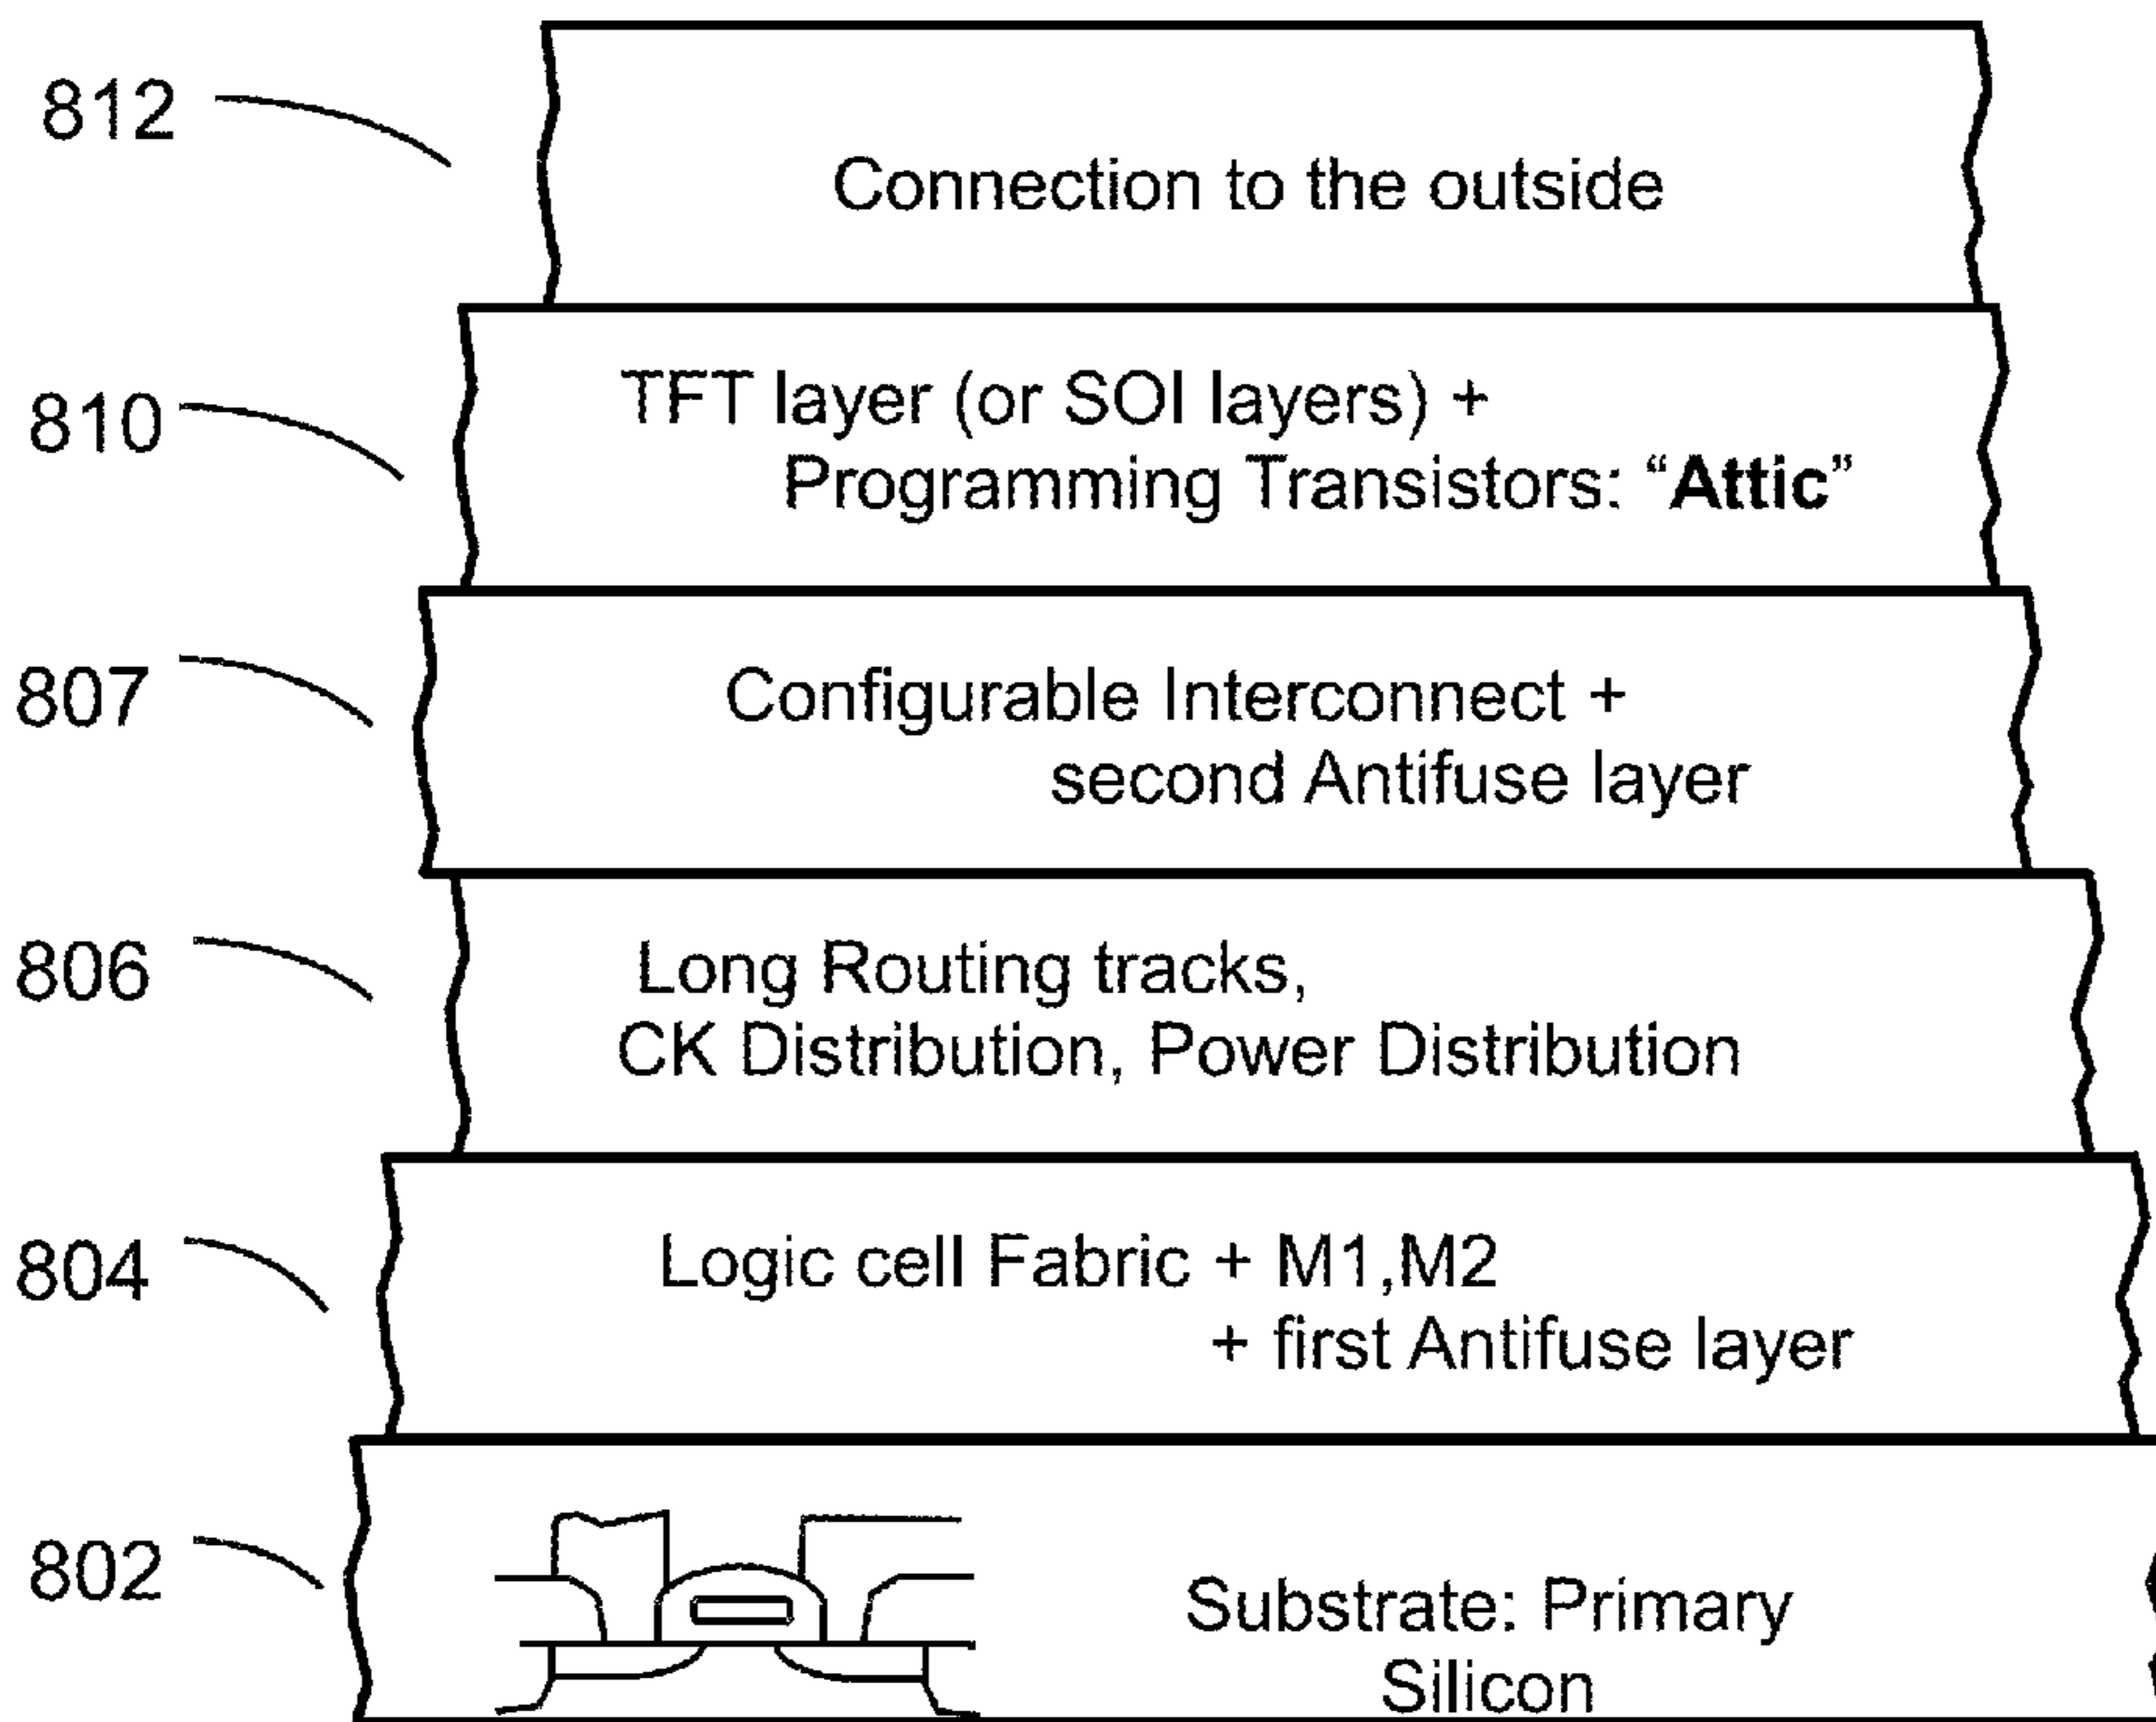 812
Connection to the outside
810
TFT layer (or SOI layers) +
Programming Transistors: “Attic”
807
Configurable Interconnect +
second Antifuse layer
806
Long Routing tracks,
CK Distribution, Power Distribution
804
Logic cell Fabric + M1,M2
+ first Antifuse layer
802
Substrate: Primary
Silicon